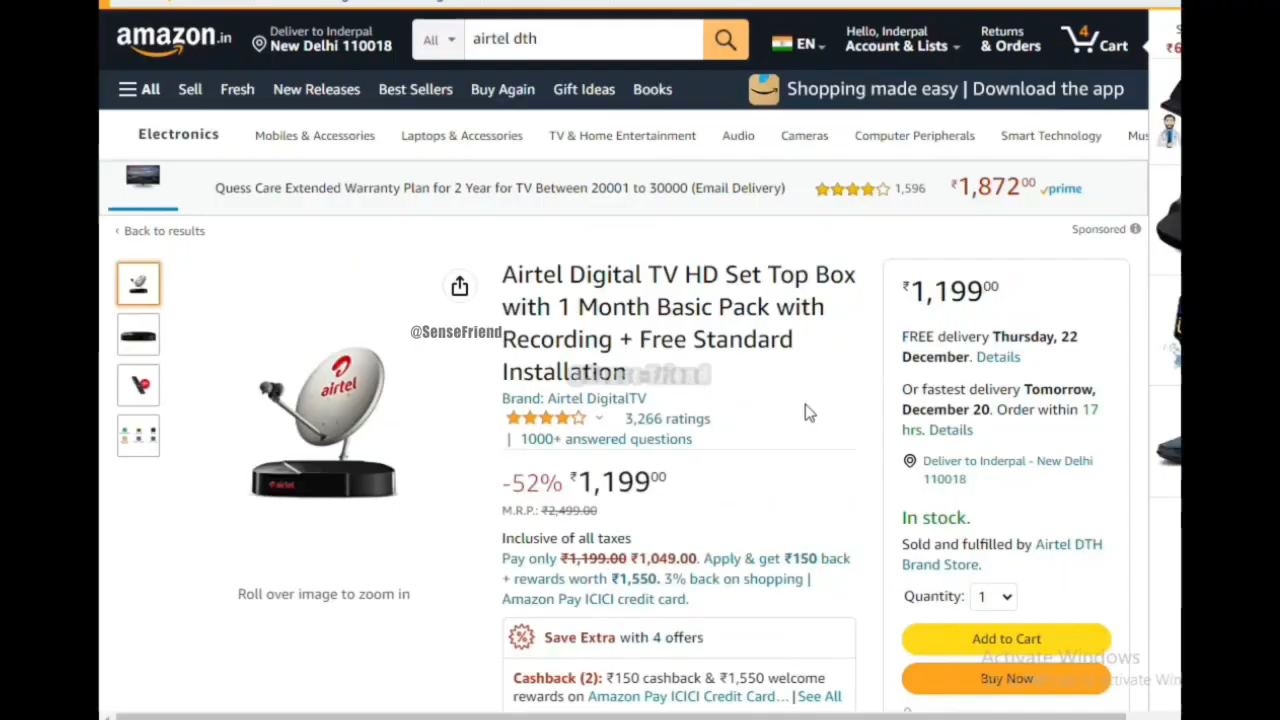 amazon.in
Deliver to Inderpal
New Delhi 110018
All
airtel dth
EN
Hello, Inderpal
Account & Lists
Returns
& Orders
4
Cart
All
Sell
Fresh
New Releases
Best Sellers
Buy Again
Gift Ideas
Books
Shopping made easy | Download the app
Electronics
Mobiles & Accessories
Laptops & Accessories
TV & Home Entertainment
Audio
Cameras
Computer Peripherals
Smart Technology
Mus
Quess Care Extended Warranty Plan for 2 Year for TV Between 20001 to 30000 (Email Delivery)
1,596
₹1,87200
prime
‹ Back to results
Sponsored
@SenseFriend
airtel
airtel
Roll over image to zoom in
Airtel Digital TV HD Set Top Box
with 1 Month Basic Pack with
Recording + Free Standard
Installation
Brand: Airtel DigitalTV
3,266 ratings
| 1000+ answered questions
-52% ₹1,19900
M.R.P.: ₹2,499.00
Inclusive of all taxes
Pay only ₹1,199.00 ₹1,049.00. Apply & get ₹150 back
+ rewards worth ₹1,550. 3% back on shopping |
Amazon Pay ICICI credit card.
Save Extra with 4 offers
Cashback (2): ₹150 cashback & ₹1,550 welcome
rewards on Amazon Pay ICICI Credit Card... | See All
₹1,19900
FREE delivery Thursday, 22
December. Details
Or fastest delivery Tomorrow,
December 20. Order within 17
hrs. Details
Deliver to Inderpal - New Delhi
110018
In stock.
Sold and fulfilled by Airtel DTH
Brand Store.
Quantity: 1
Add to Cart
Buy Now
Activate Windows